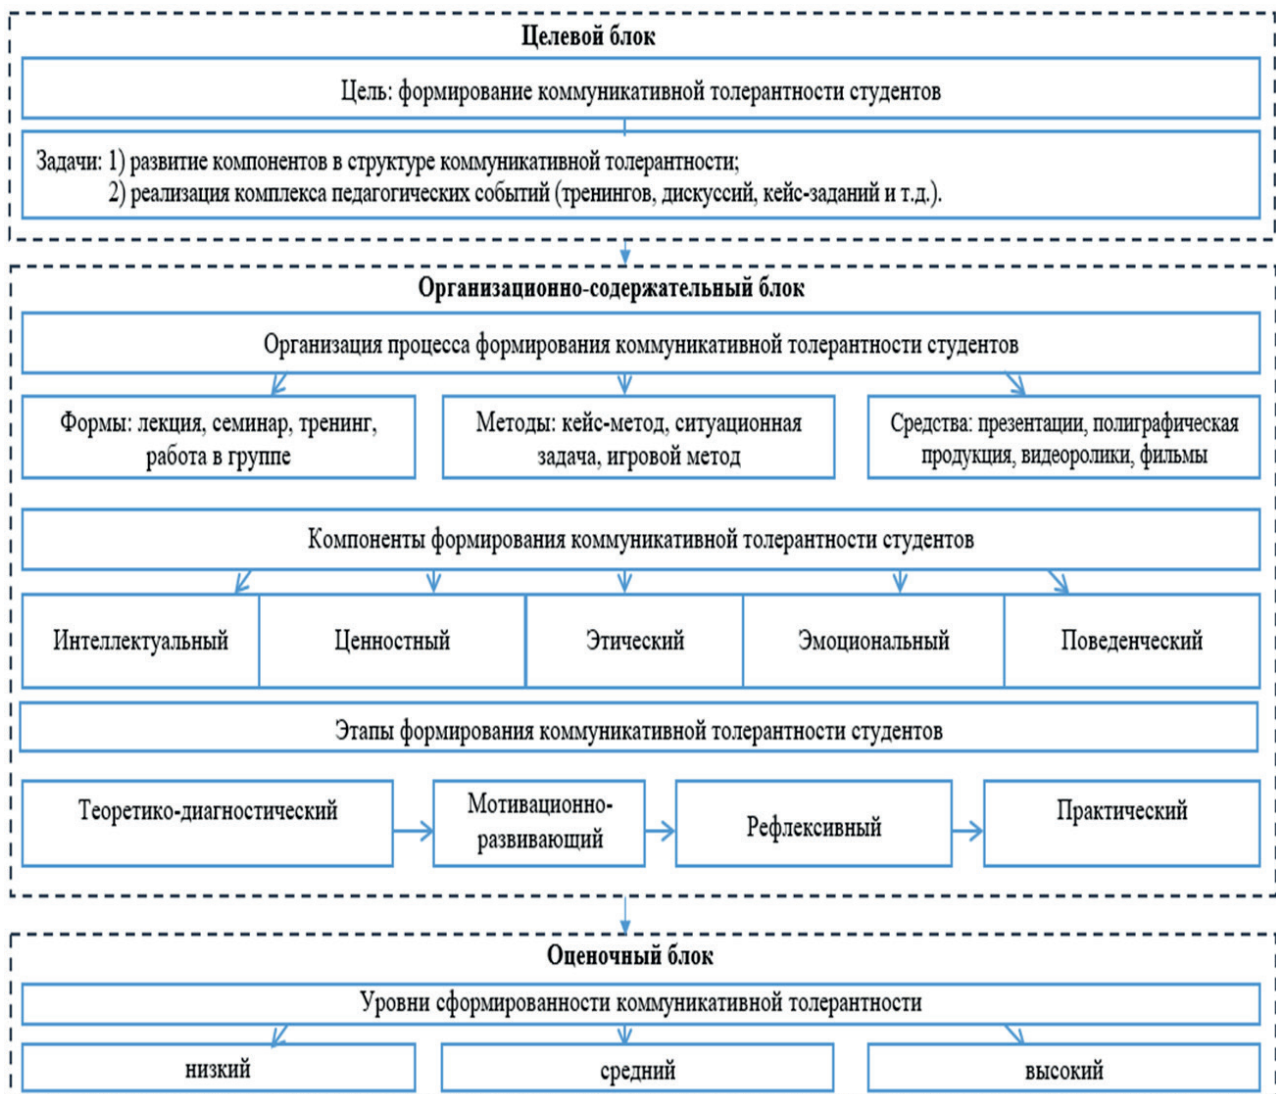 Целевой блок
Цель: формирование коммуникативной толерантности студентов
Задачи: 1) развитие компонентов в структуре коммуникативной толерантности;
2) реализация комплекса педагогических событий (тренингов, дискуссий, кейс-заданий и т.д.).
Организационно-содержательный блок
Организация процесса формирования коммуникативной толерантности студентов
Формы: лекция, семинар, тренинг,
работа в группе
Методы: кейс-метод, ситуационная
задача, игровой метод
Средства: презентации, полиграфическая
продукция, видеоролики, фильмы
Компоненты формирования коммуникативной толерантности студентов
Интеллектуальный
Ценностный
Этический
Эмоциональный
Поведенческий
Этапы формирования коммуникативной толерантности студентов
Теоретико-диагностический
Мотивационно-
развивающий
Рефлексивный
Практический
Оценочный блок
Уровни сформированности коммуникативной толерантности
низкий
средний
высокий